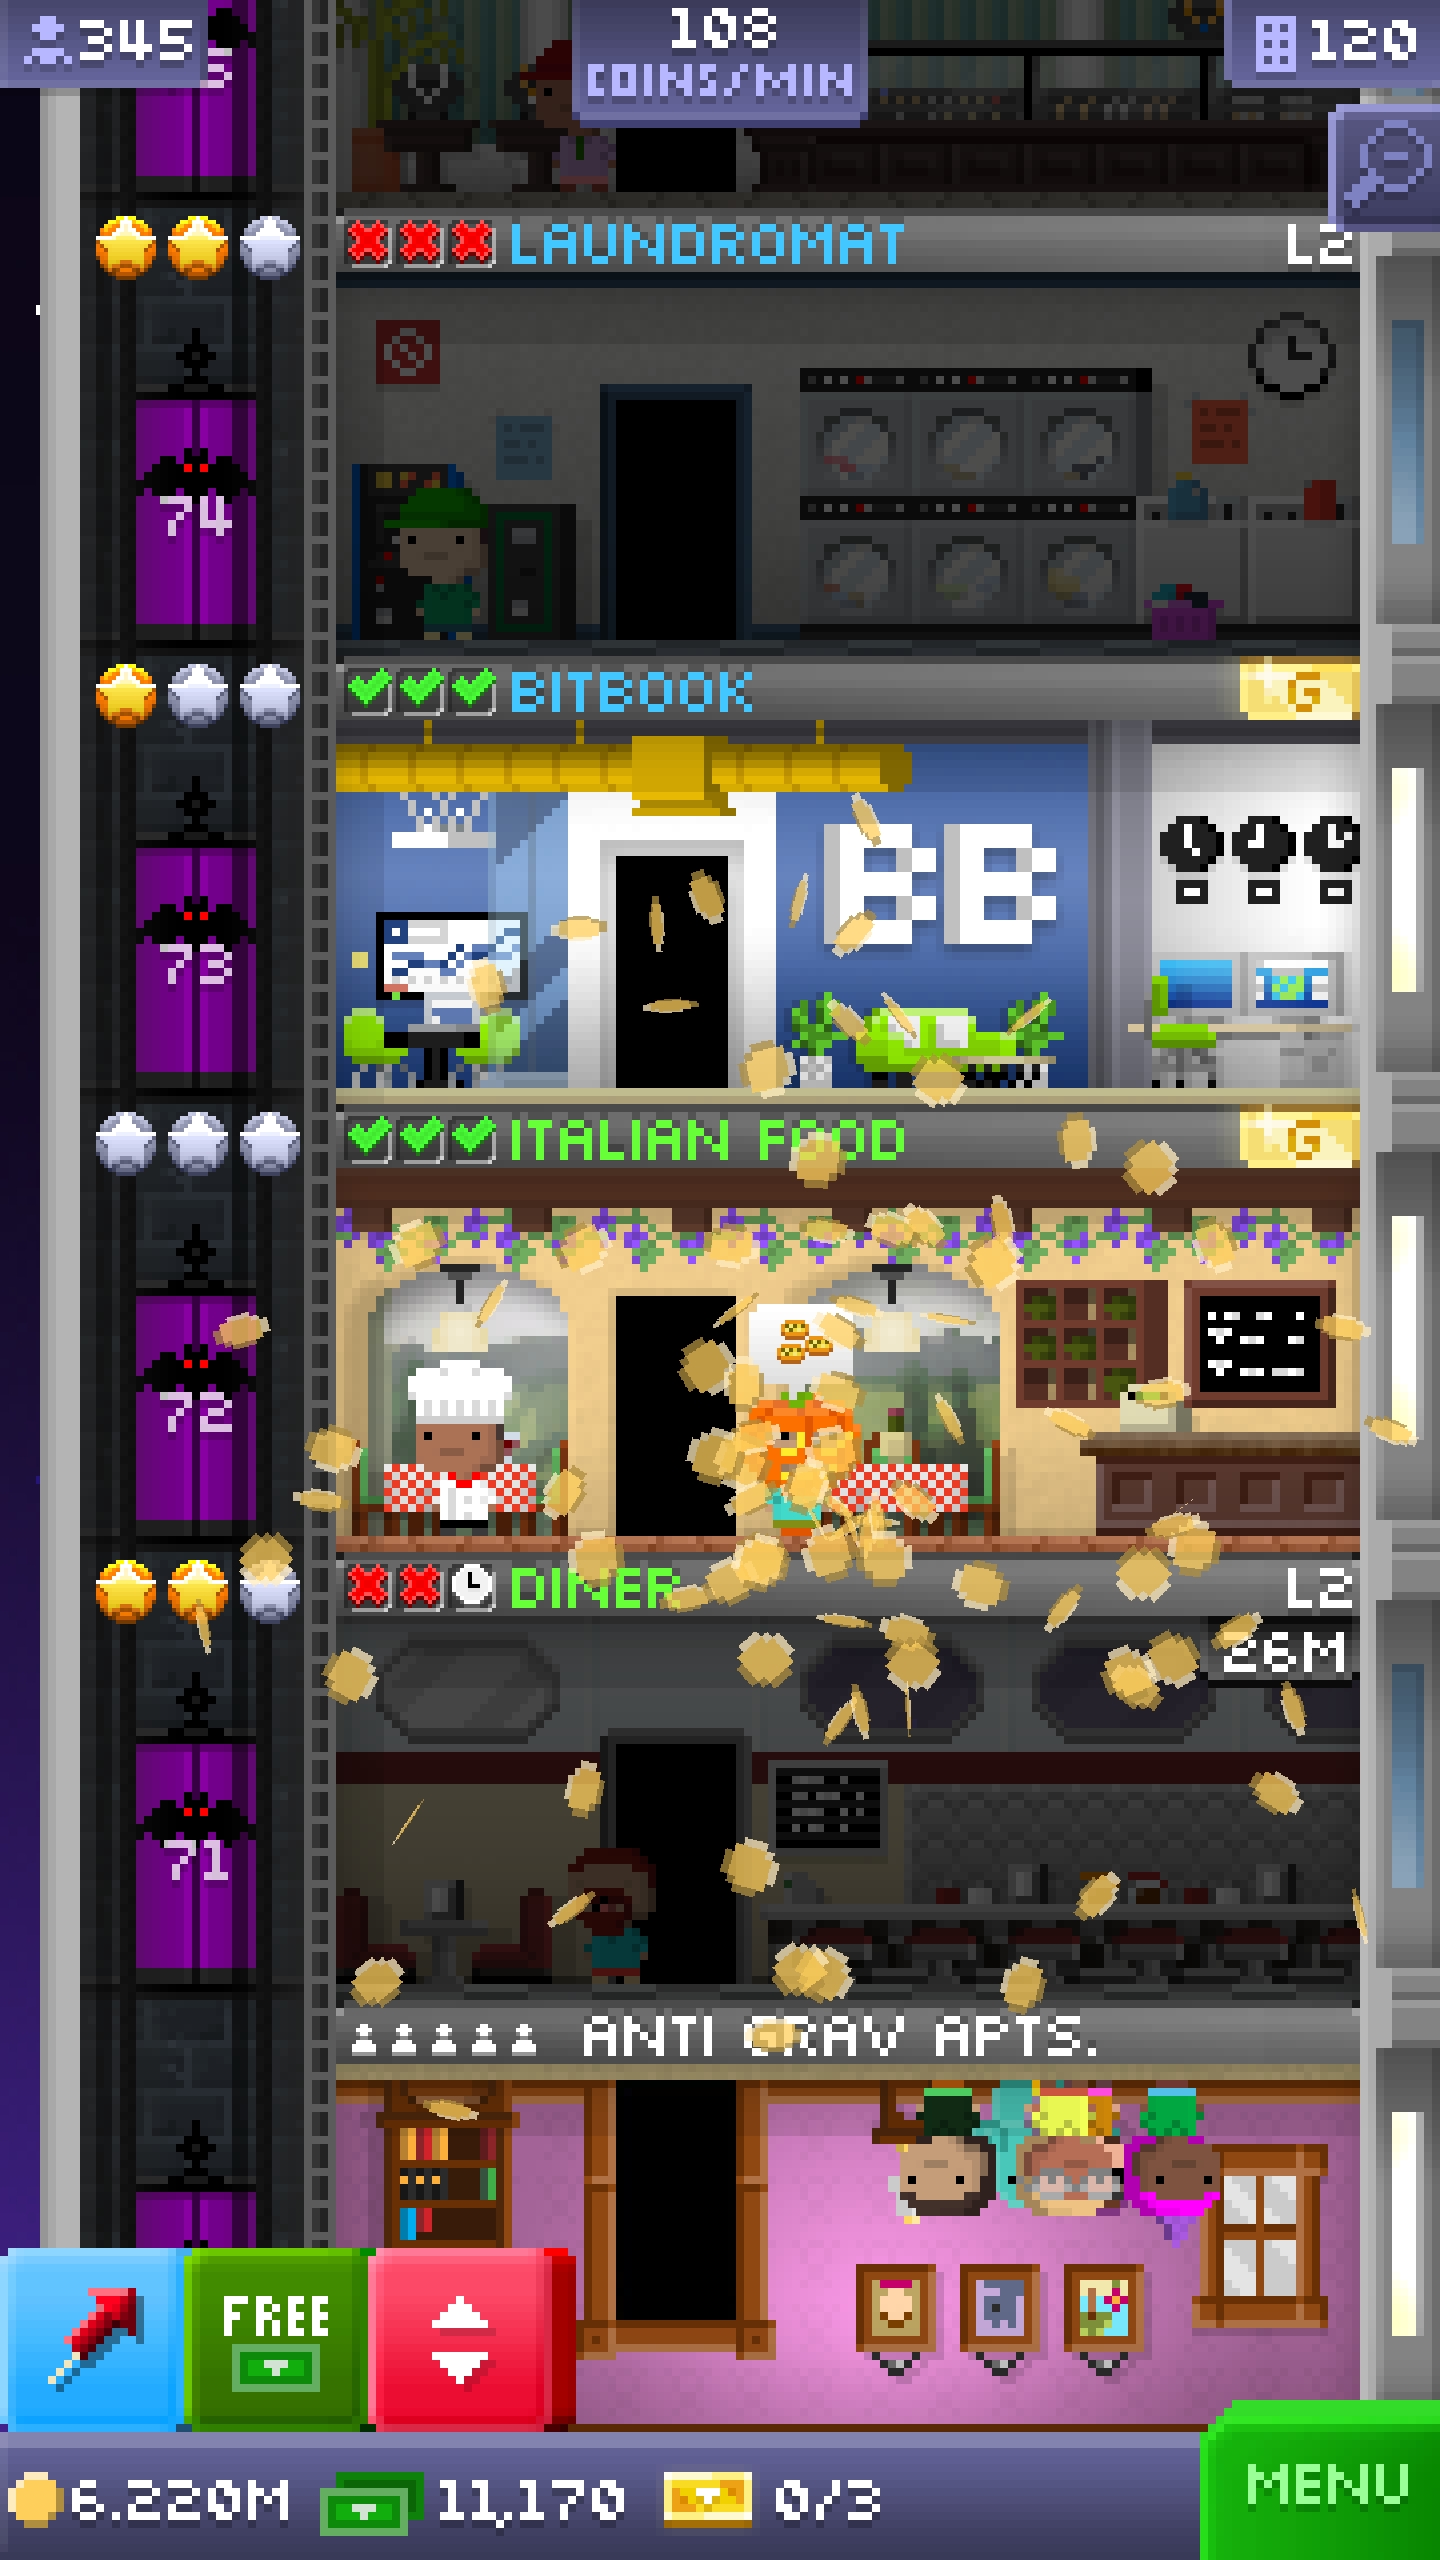 345
108
COINS/MIN
120
LAUNDROMAT L2
74
BITBOOK G
BB
73
ITALIAN FOOD G
72
DINER L2
26M
71
ANTI GRAV APTS.
FREE
6.220M 11,170 0/3
MENU